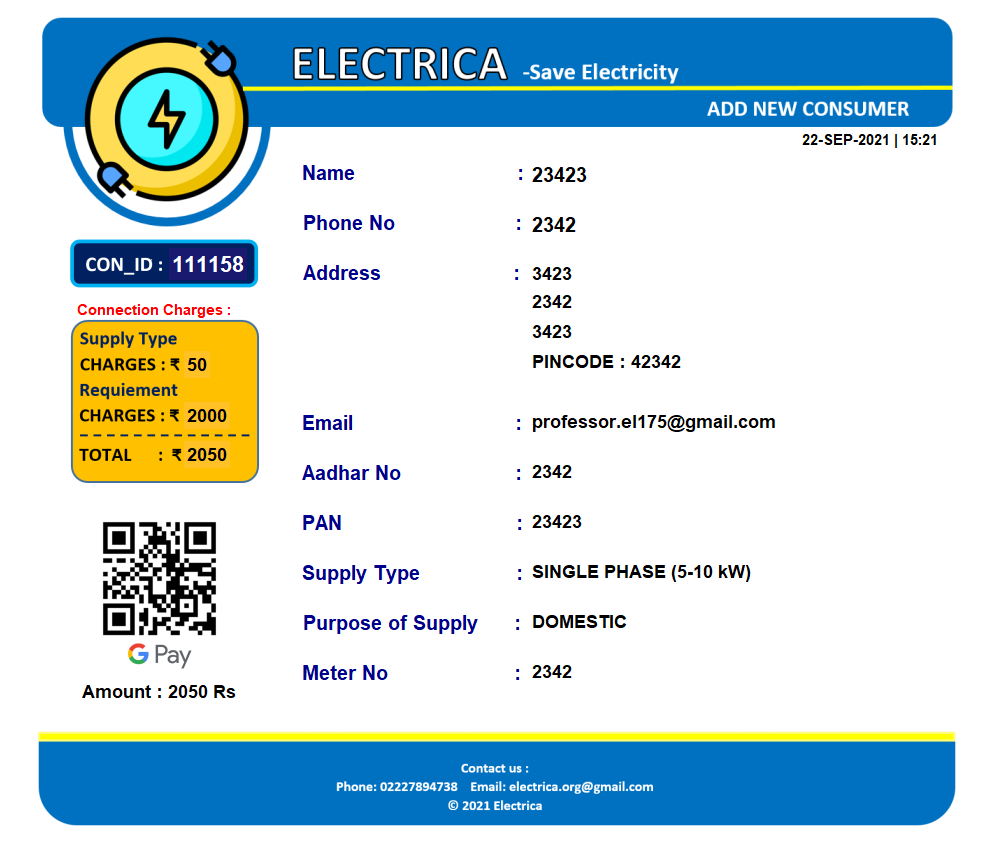 ELECTRICA -Save Electricity
ADD NEW CONSUMER
22-SEP-2021 | 15:21
Name : 23423
Phone No : 2342
Address : 3423
2342
3423
PINCODE : 42342
Email : professor.el175@gmail.com
Aadhar No : 2342
PAN : 23423
Supply Type : SINGLE PHASE (5-10 kW)
Purpose of Supply : DOMESTIC
Meter No : 2342
CON_ID : 111158
Connection Charges :
Supply Type
CHARGES : ₹ 50
Requiement
CHARGES : ₹ 2000
TOTAL : ₹ 2050
G Pay
Amount : 2050 Rs
Contact us :
Phone: 02227894738 Email: electrica.org@gmail.com
© 2021 Electrica